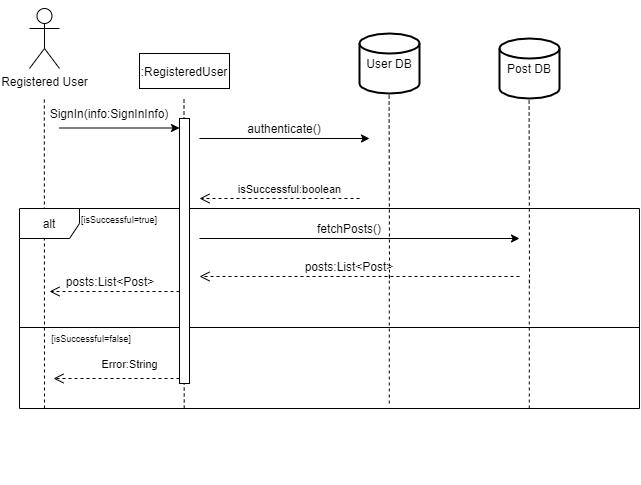 Registered User
:RegisteredUser
User DB
Post DB
SignIn(info:SignInInfo)
authenticate()
isSuccessful:boolean
alt
[isSuccessful=true]
fetchPosts()
posts:List<Post>
posts:List<Post>
[isSuccessful=false]
Error:String